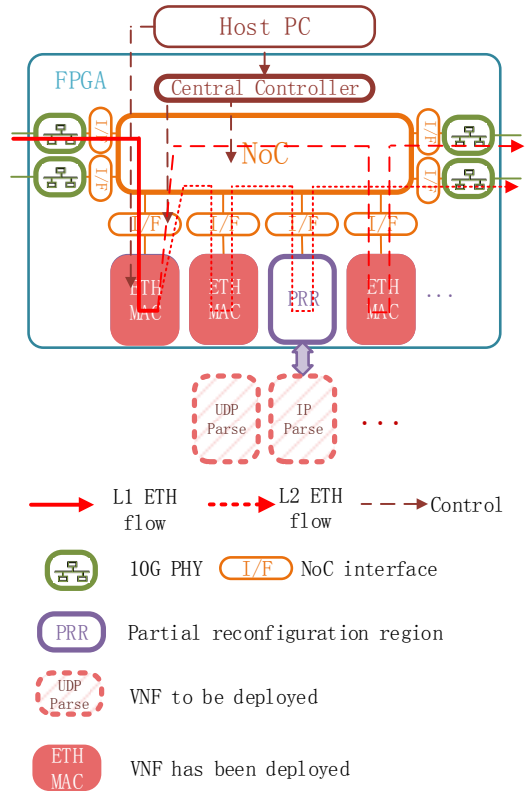 Host PC
FPGA
Central Controller
I/F
I/F
NoC
I/F
I/F
I/F
I/F
I/F
I/F
ETH
MAC
ETH
MAC
PRR
ETH
MAC
...
UDP
Parse
IP
Parse
...
L1 ETH
flow
L2 ETH
flow
Control
10G PHY
I/F
NoC interface
PRR
Partial reconfiguration region
UDP
Parse
VNF to be deployed
ETH
MAC
VNF has been deployed